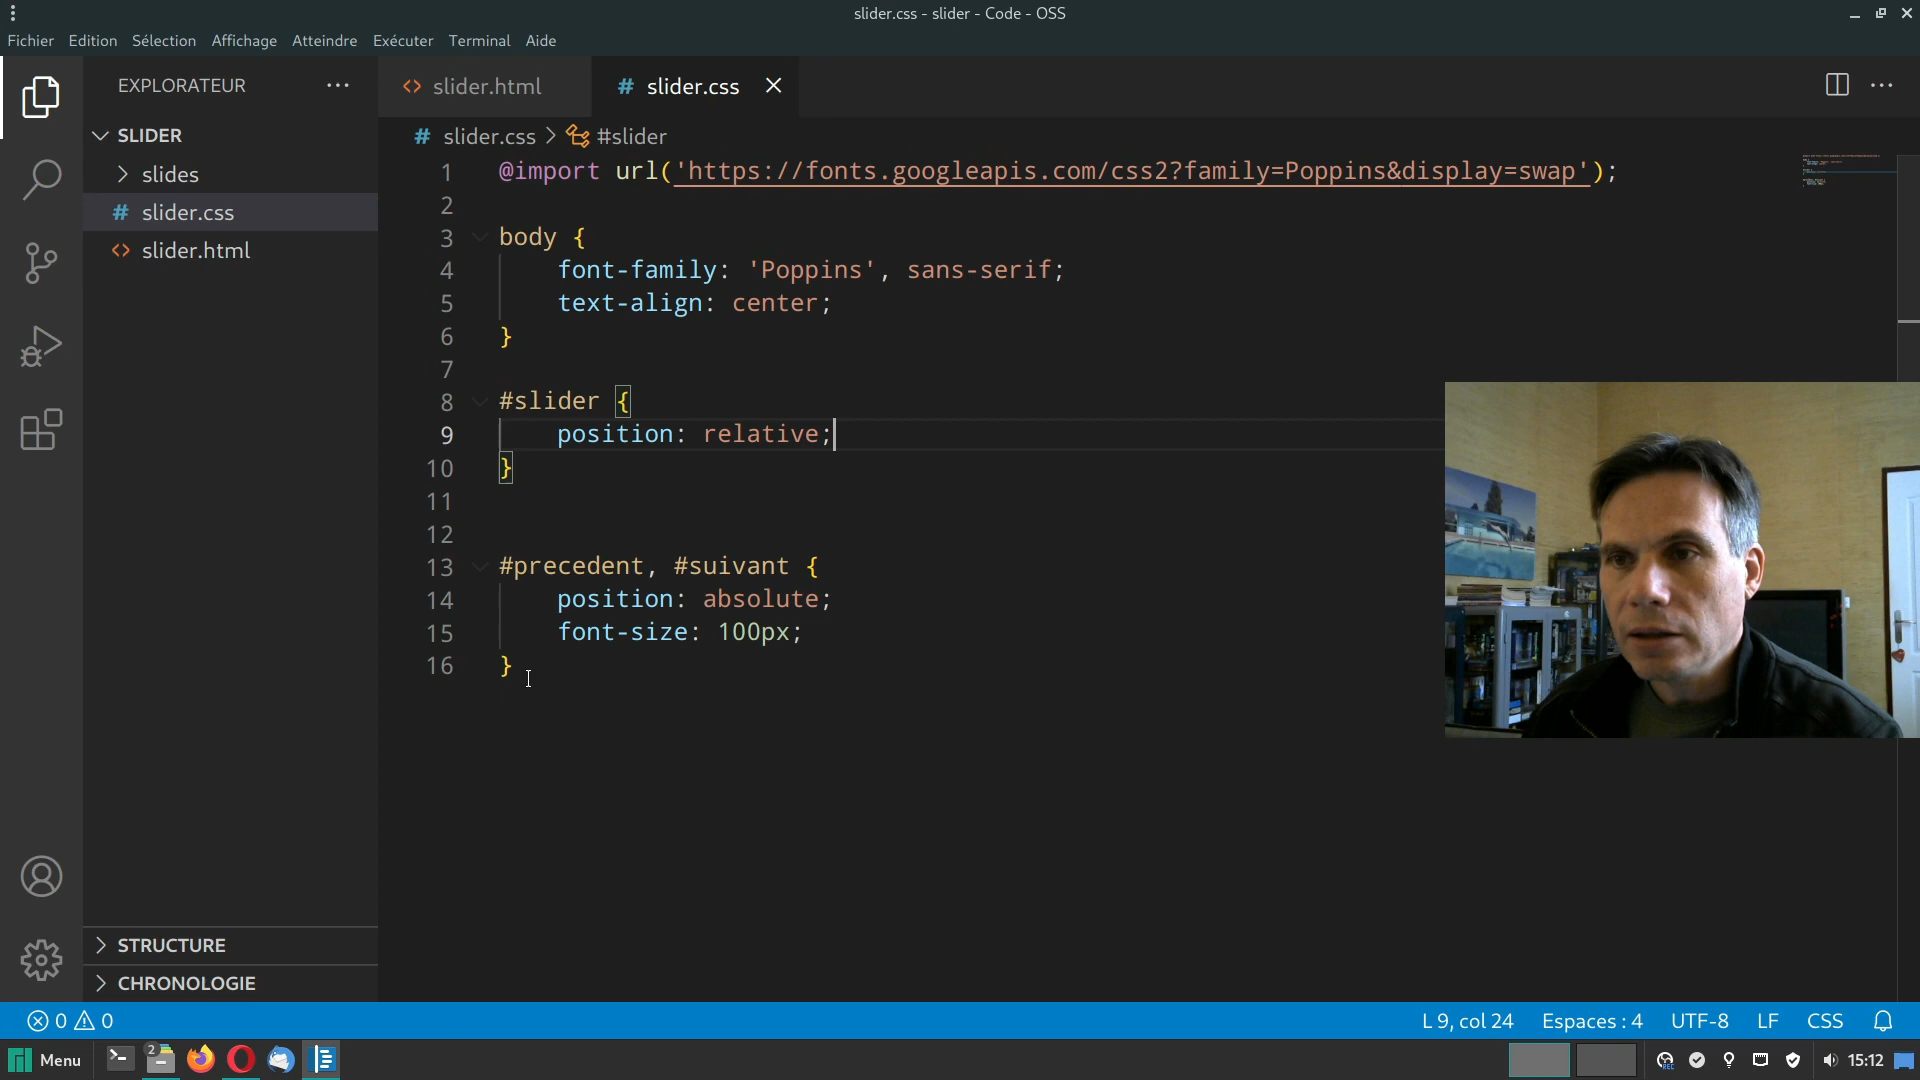 slider.css - slider - Code - OSS
Fichier Edition Sélection Affichage Atteindre Exécuter Terminal Aide
EXPLORATEUR
slider.html
slider.css
SLIDER
slides
slider.css
slider.html
slider.css > #slider
1 @import url('https://fonts.googleapis.com/css2?family=Poppins&display=swap');
2
3 body {
4 font-family: 'Poppins', sans-serif;
5 text-align: center;
6 }
7
8 #slider {
9 position: relative;
10 }
11
12
13 #precedent, #suivant {
14 position: absolute;
15 font-size: 100px;
16 }
STRUCTURE
CHRONOLOGIE
0 0
L 9, col 24 Espaces : 4 UTF-8 LF CSS
Menu
2
REC
15:12